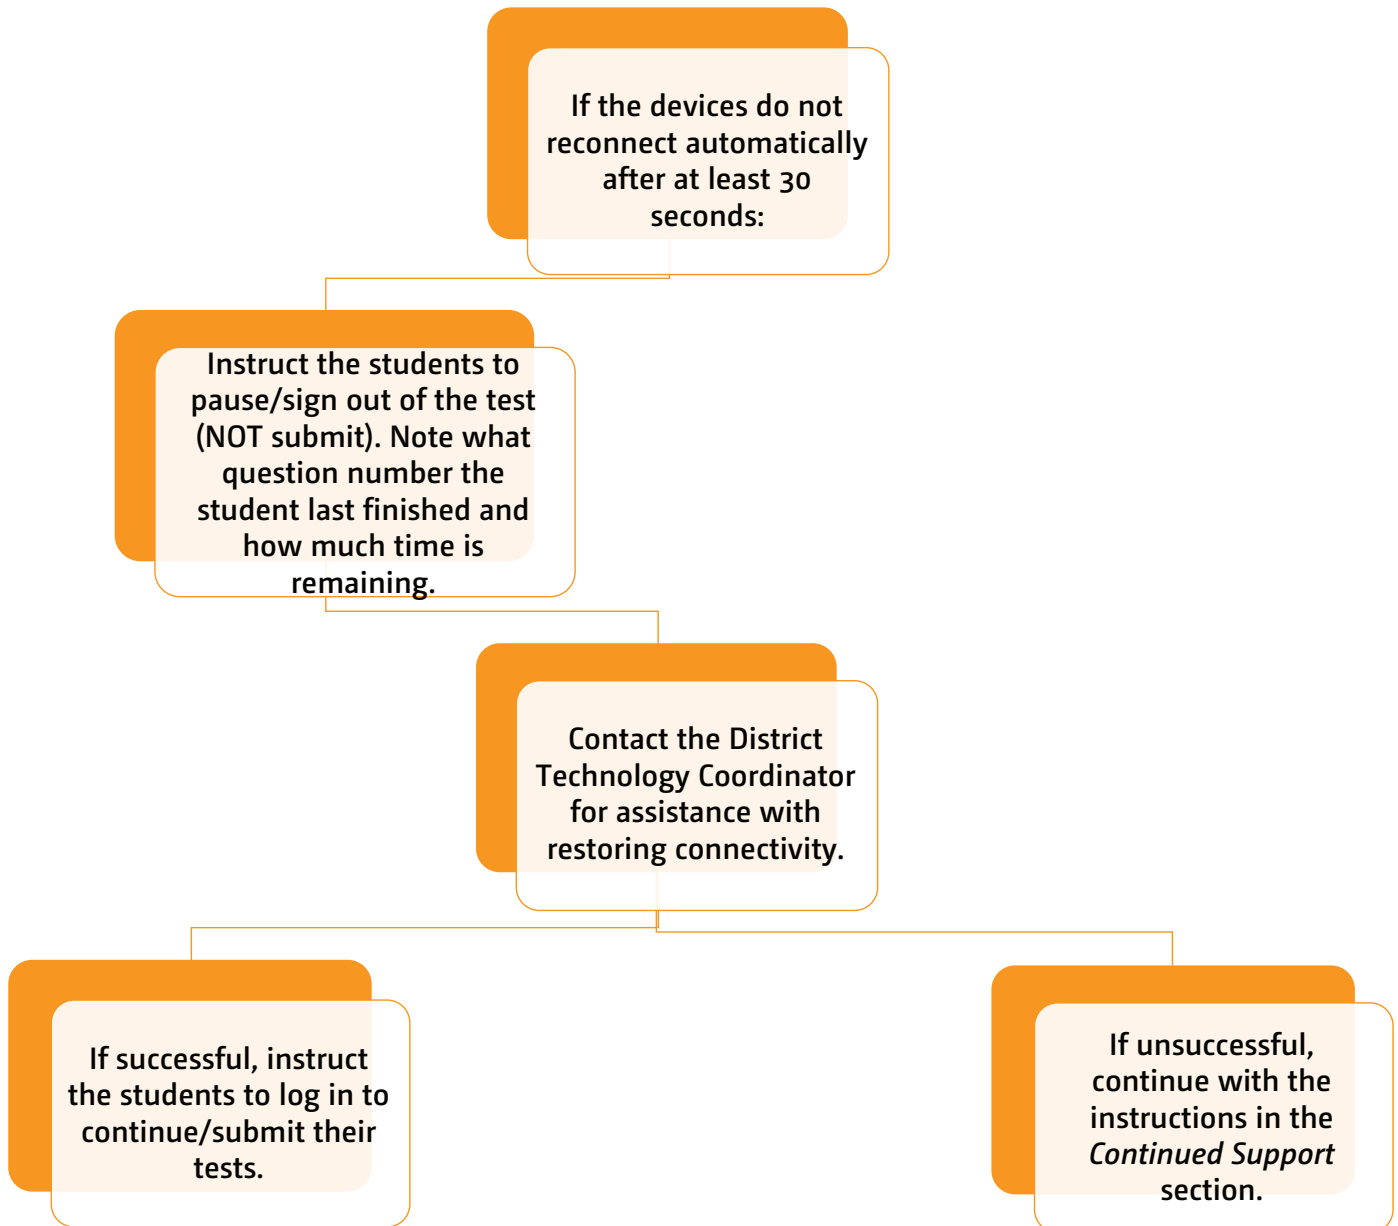 If the devices do not
reconnect automatically
after at least 30
seconds:
Instruct the students to
pause/sign out of the test
(NOT submit). Note what
question number the
student last finished and
how much time is
remaining.
Contact the District
Technology Coordinator
for assistance with
restoring connectivity.
If successful, instruct
the students to log in to
continue/submit their
tests.
If unsuccessful,
continue with the
instructions in the
Continued Support
section.